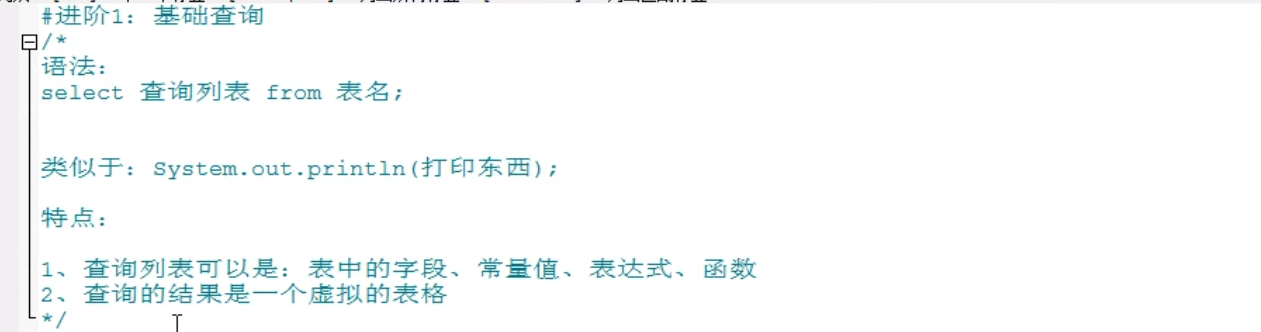 #进阶1：基础查询
/*
语法：
select 查询列表 from 表名;
类似于：System.out.println(打印东西);
特点：
1、查询列表可以是：表中的字段、常量值、表达式、函数
2、查询的结果是一个虚拟的表格
*/